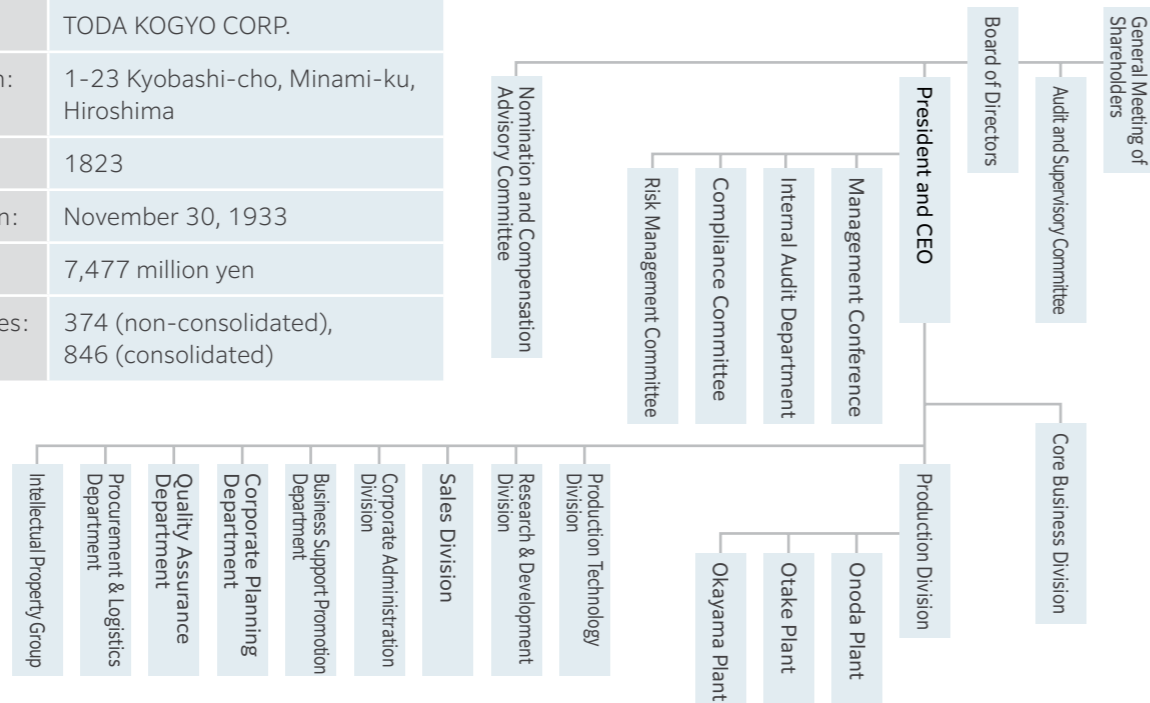 TODA KOGYO CORP.
n:
1-23 Kyobashi-cho, Minami-ku,
Hiroshima
1823
n:
November 30, 1933
7,477 million yen
es:
374 (non-consolidated),
846 (consolidated)
General Meeting of
Shareholders
Audit and Supervisory Committee
Board of Directors
President and CEO
Nomination and Compensation
Advisory Committee
Management Conference
Internal Audit Department
Compliance Committee
Risk Management Committee
Core Business Division
Production Division
Onoda Plant
Otake Plant
Okayama Plant
Production Technology
Division
Research & Development
Division
Sales Division
Corporate Administration
Division
Business Support Promotion
Department
Corporate Planning
Department
Quality Assurance
Department
Procurement & Logistics
Department
Intellectual Property Group